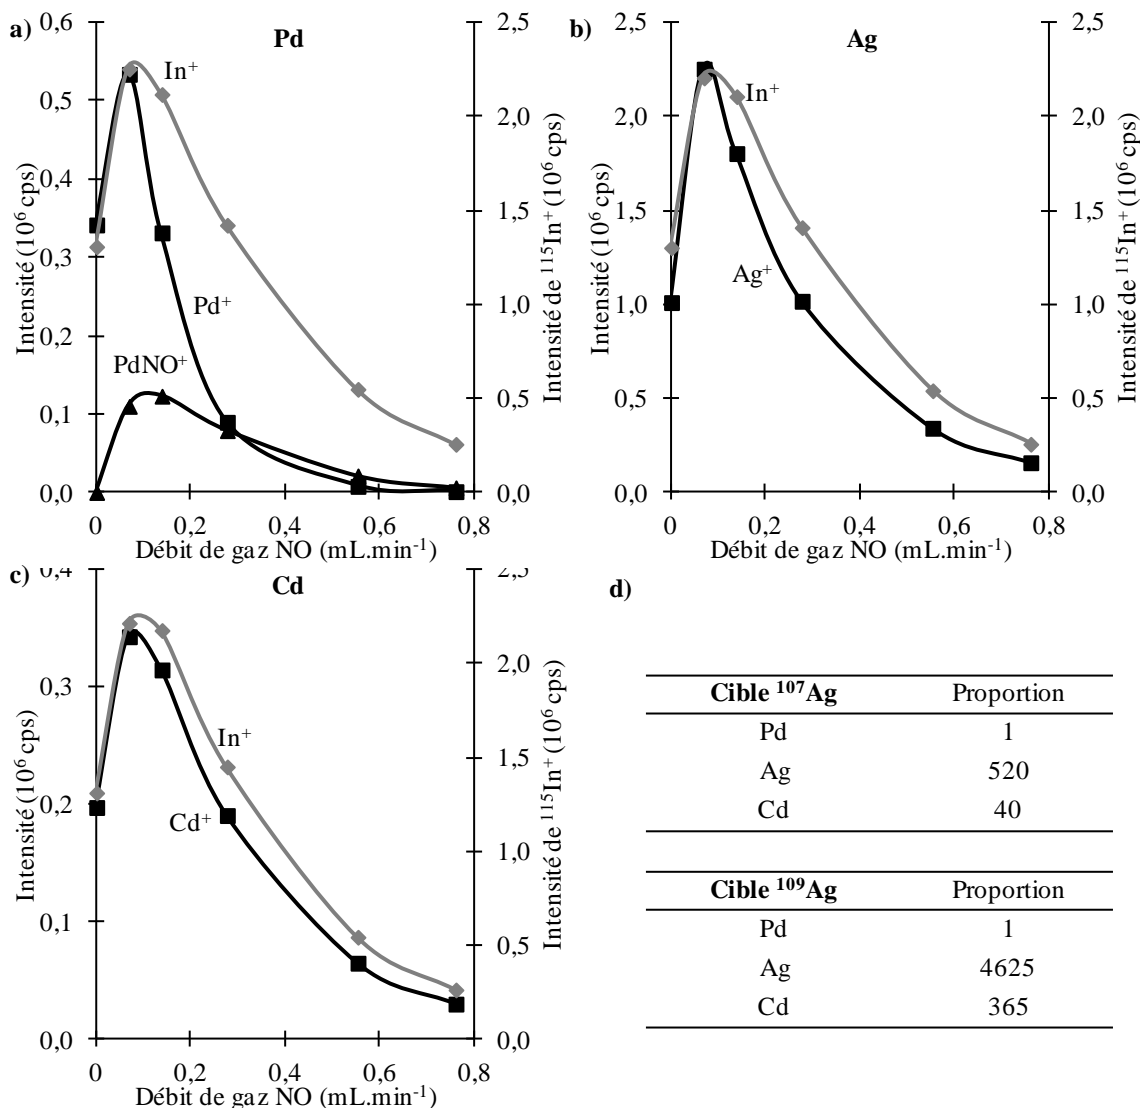 a)
Pd
0,6
0,5
0,4
0,3
0,2
0,1
0,0
2,5
2,0
1,5
1,0
0,5
0,0
Intensité (10⁶ cps)
Intensité de ¹¹⁵In⁺ (10⁶ cps)
In⁺
Pd⁺
PdNO⁺
0 0,2 0,4 0,6 0,8
Débit de gaz NO (mL.min⁻¹)
b)
Ag
2,5
2,0
1,5
1,0
0,5
0,0
2,5
2,0
1,5
1,0
0,5
0,0
Intensité (10⁶ cps)
Intensité de ¹¹⁵In⁺ (10⁶ cps)
In⁺
Ag⁺
0 0,2 0,4 0,6 0,8
Débit de gaz NO (mL.min⁻¹)
c)
Cd
0,4
0,3
0,2
0,1
0,0
2,5
2,0
1,5
1,0
0,5
0,0
Intensité (10⁶ cps)
Intensité de ¹¹⁵In⁺ (10⁶ cps)
In⁺
Cd⁺
0 0,2 0,4 0,6 0,8
Débit de gaz NO (mL.min⁻¹)
d)
Cible ¹⁰⁷Ag Proportion
Pd 1
Ag 520
Cd 40
Cible ¹⁰⁹Ag Proportion
Pd 1
Ag 4625
Cd 365